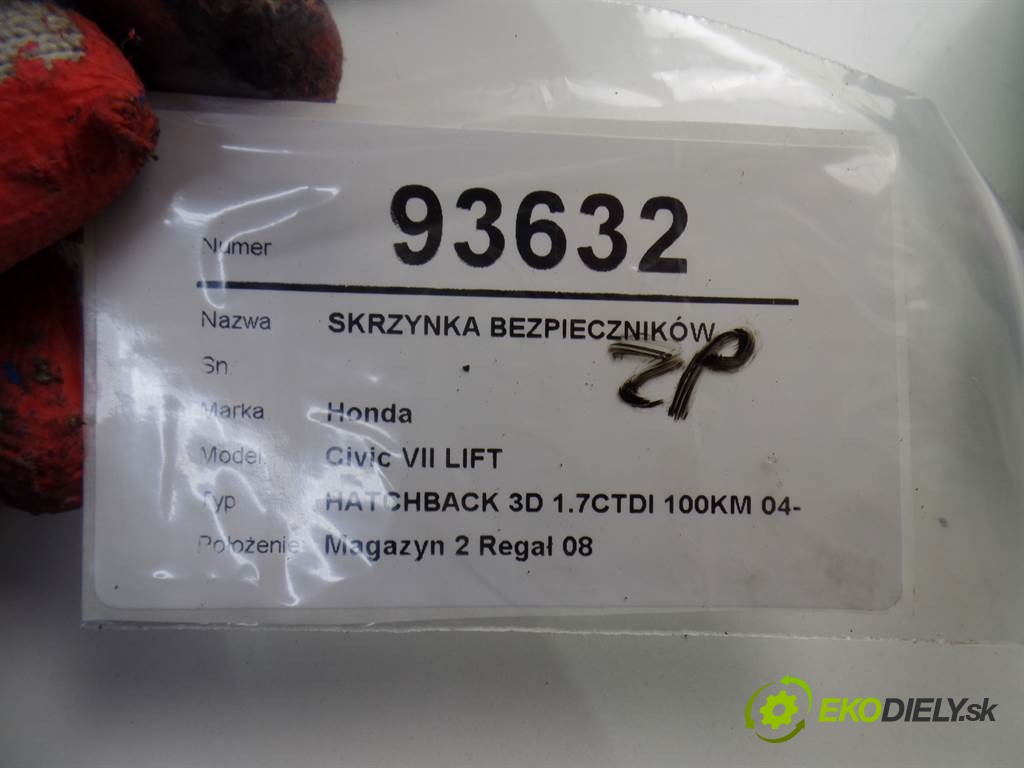 Numer 93632
Nazwa SKRZYNKA BEZPIECZNIKÓW
ZP
Sn
Marka Honda
Model Civic VII LIFT
Typ HATCHBACK 3D 1.7CTDI 100KM 04-
Położenie Magazyn 2 Regał 08
EKODIELY.sk